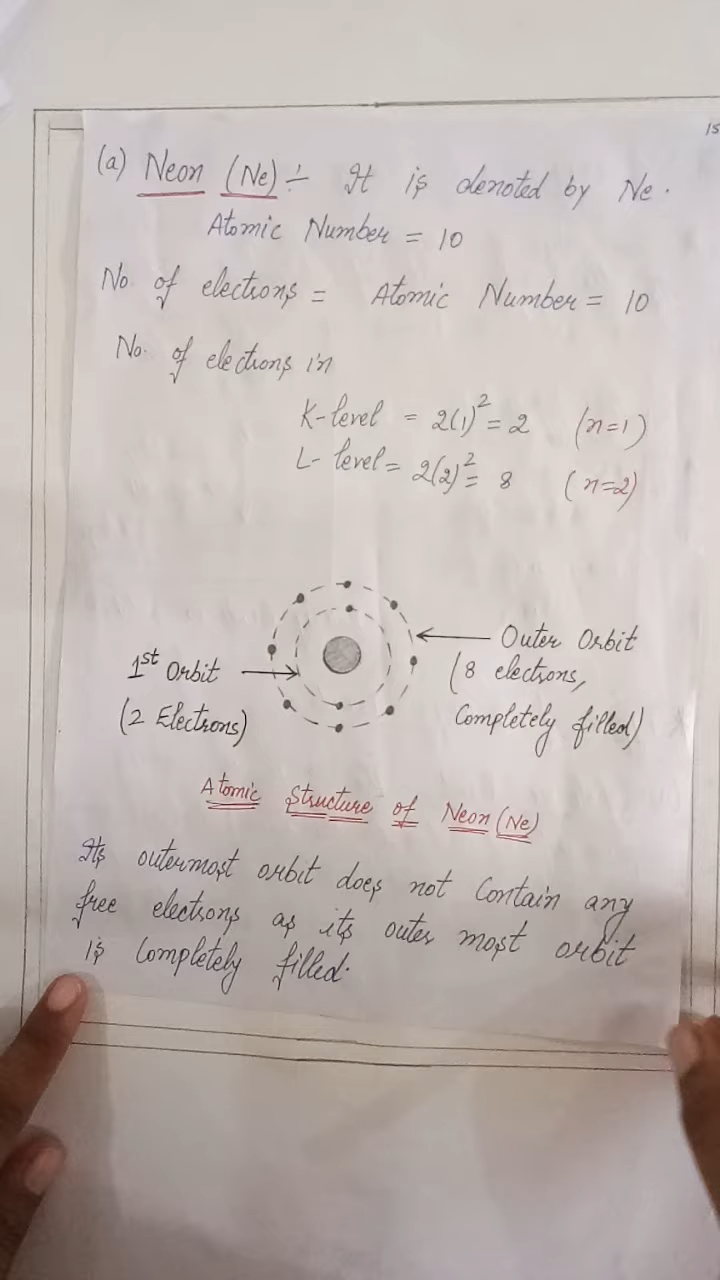 15
(a) Neon (Ne) ÷ It is denoted by Ne.
Atomic Number = 10
No. of electrons = Atomic Number = 10
No. of electrons in
K-level = 2(1)² = 2 (n=1)
L-level = 2(2)² = 8 (n=2)
1st Orbit
(2 Electrons)
Outer Orbit
(8 electrons,
Completely filled)
Atomic Structure of Neon (Ne)
Its outermost orbit does not Contain any
free electrons as its outer most orbit
is Completely filled.